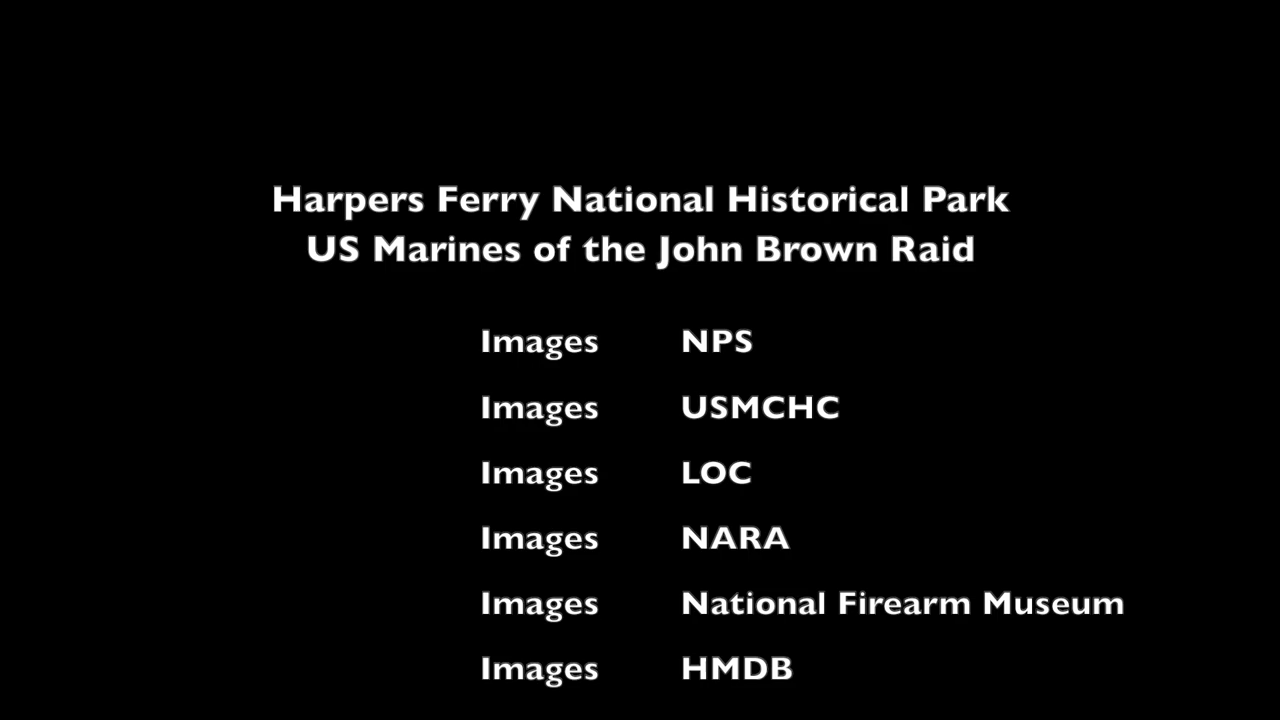 Harpers Ferry National Historical Park
US Marines of the John Brown Raid
Images NPS
Images USMCHC
Images LOC
Images NARA
Images National Firearm Museum
Images HMDB